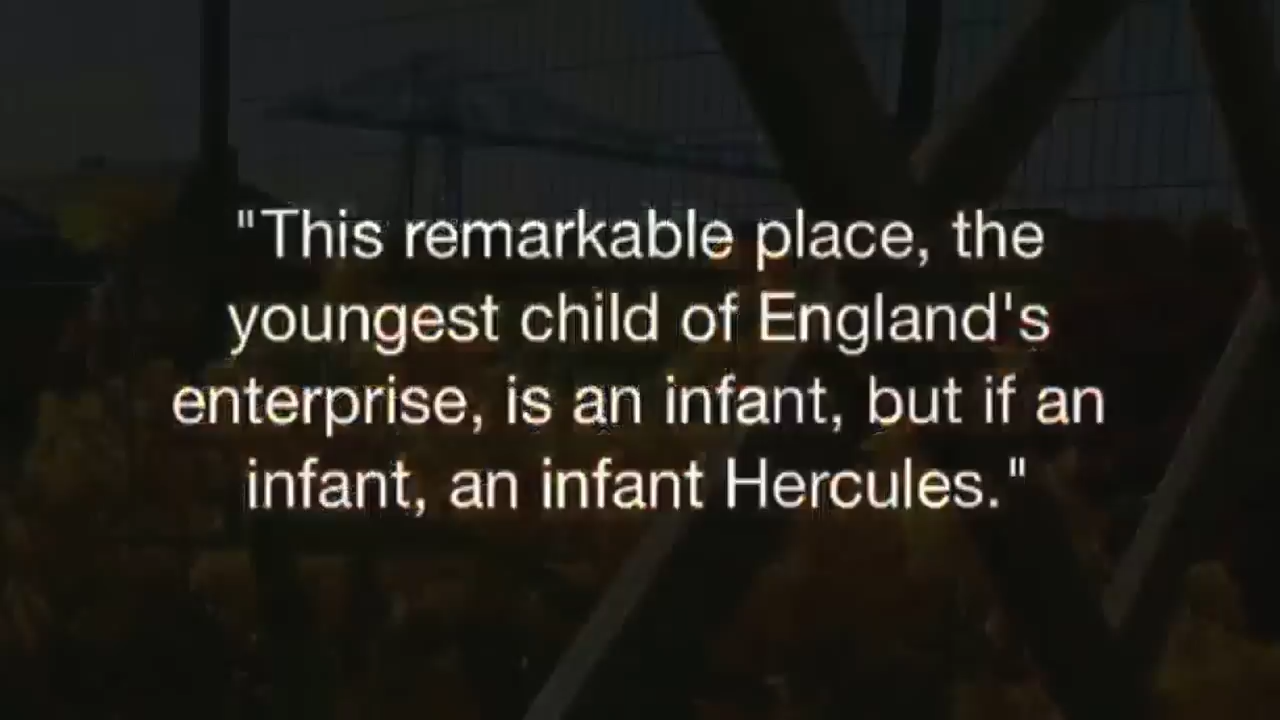 "This remarkable place, the
youngest child of England's
enterprise, is an infant, but if an
infant, an infant Hercules."